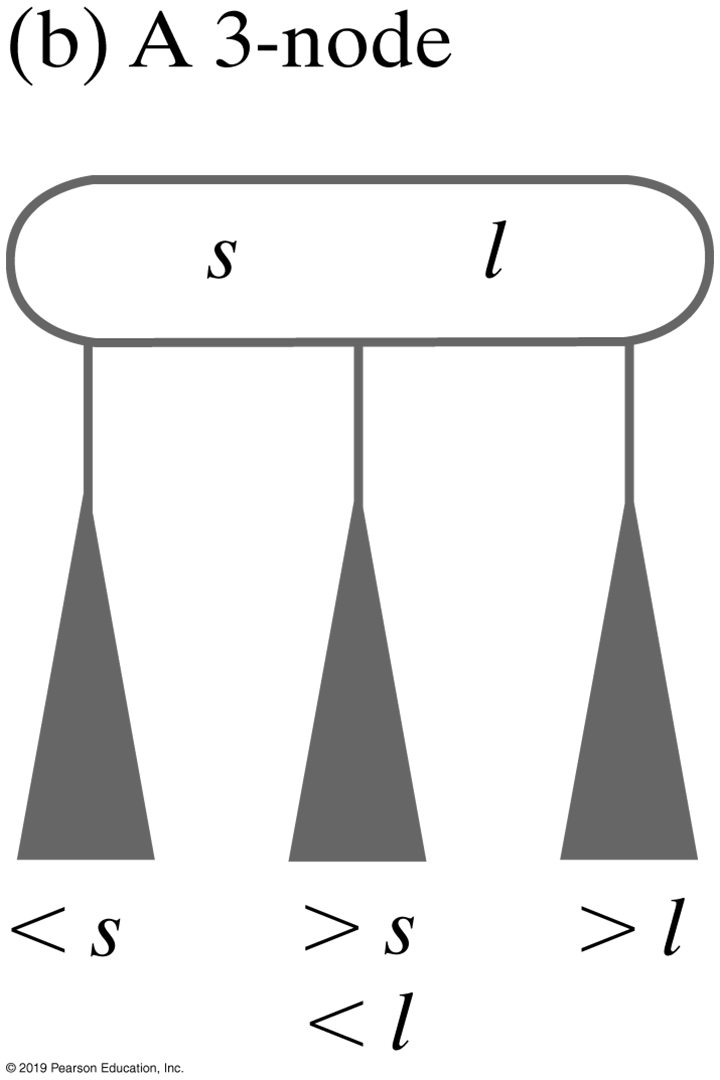 (b) A 3-node
s l
< s > s > l
< l
© 2019 Pearson Education, Inc.